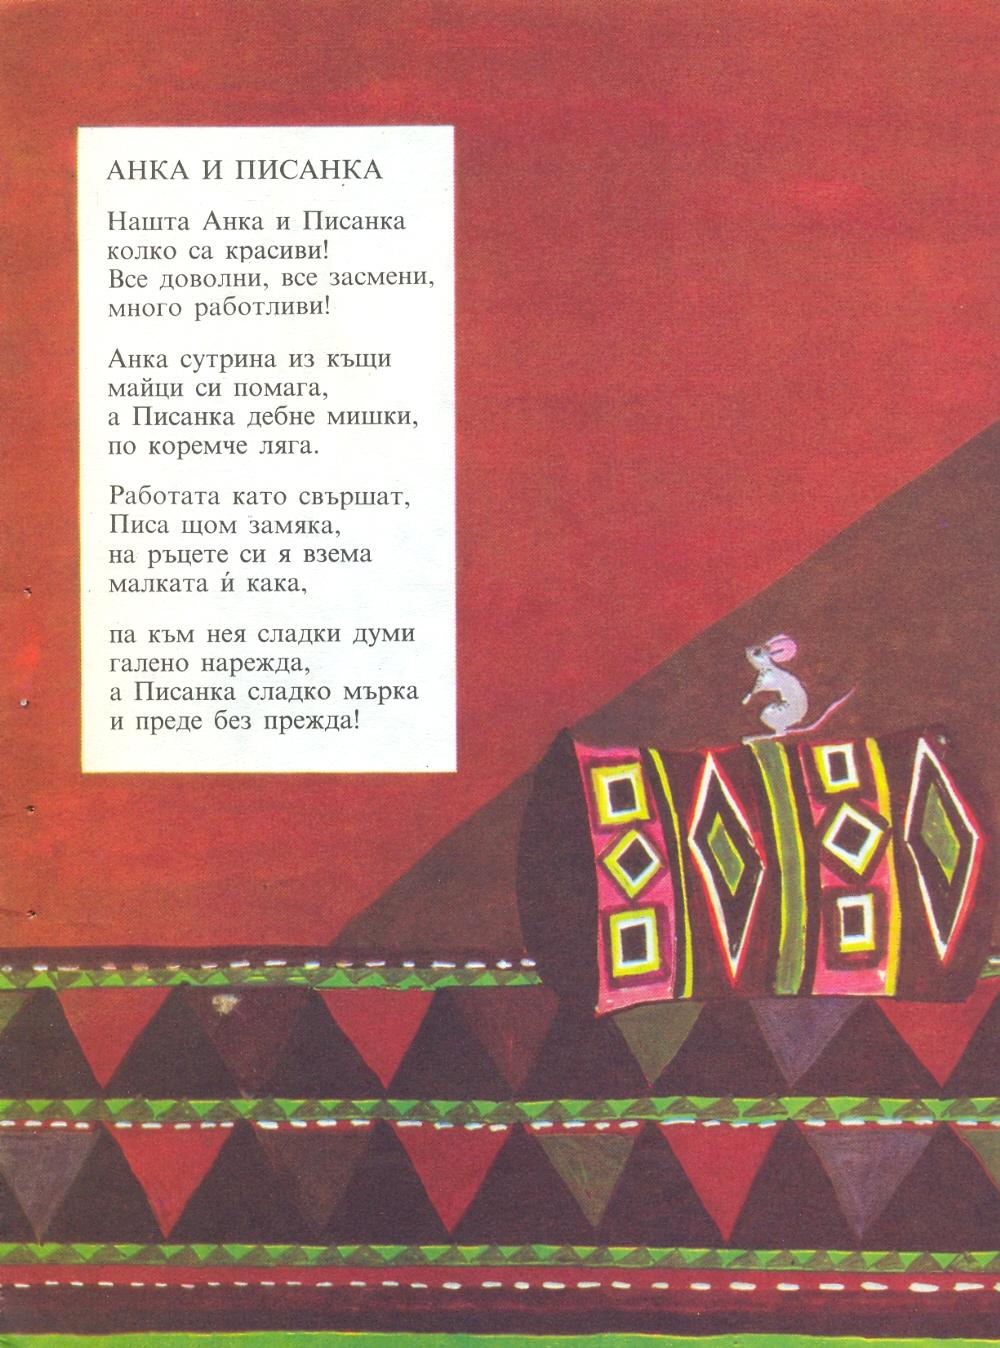 АНКА И ПИСАНКА
Нашта Анка и Писанка
колко са красиви!
Все доволни, все засмени,
много работливи!
Анка сутрина из къщи
майци си помага,
а Писанка дебне мишки,
по коремче ляга.
Работата като свършат,
Писа щом замяка,
на ръцете си я взема
малката ѝ кака,
па към нея сладки думи
галено нарежда,
а Писанка сладко мърка
и преде без прежда!